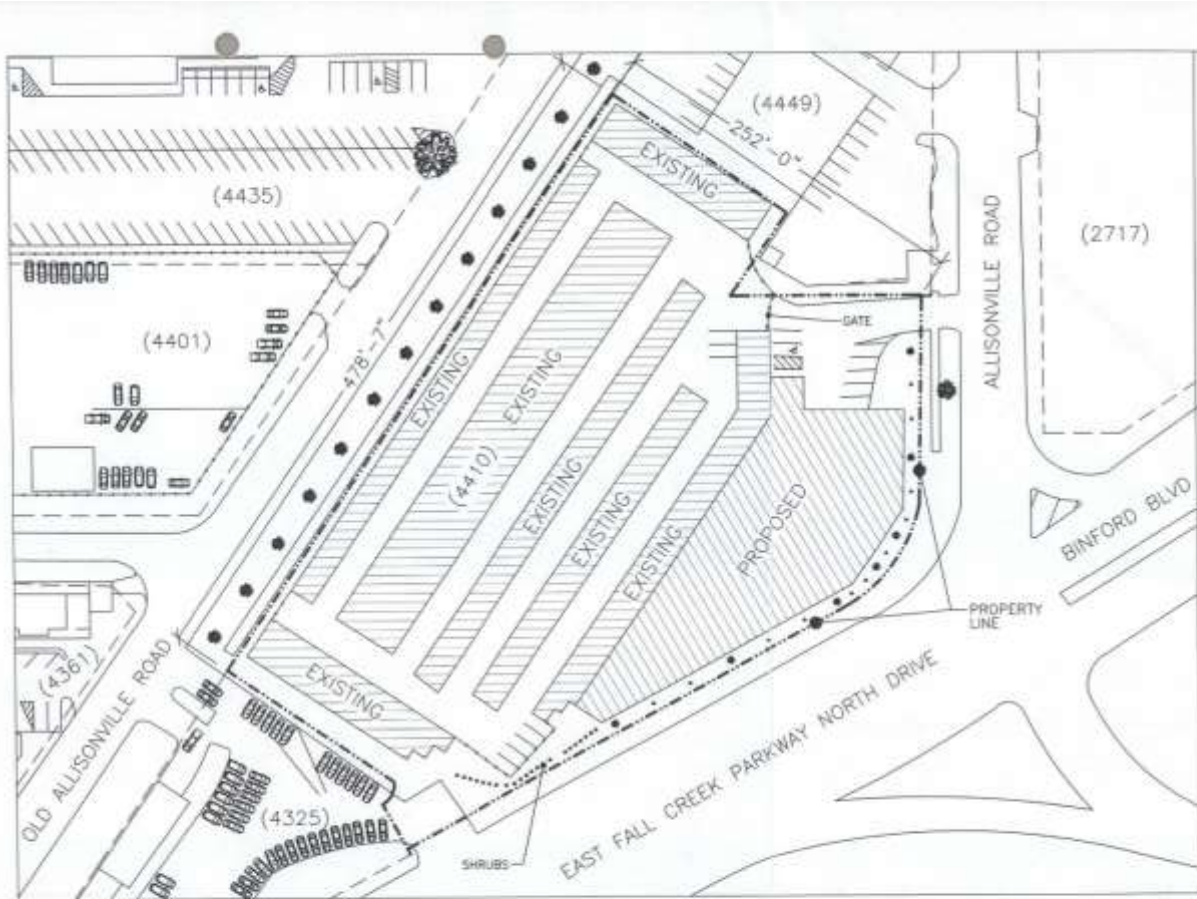 (4449)
252'-0"
EXISTING
(4435)
ALLISONVILLE ROAD
(2717)
GATE
(4401)
478'-7"
EXISTING
EXISTING
(4410)
EXISTING
EXISTING
EXISTING
PROPOSED
BINFORD BLVD
PROPERTY
LINE
(4361)
OLD ALLISONVILLE ROAD
EXISTING
EAST FALL CREEK PARKWAY NORTH DRIVE
(4325)
SHRUBS